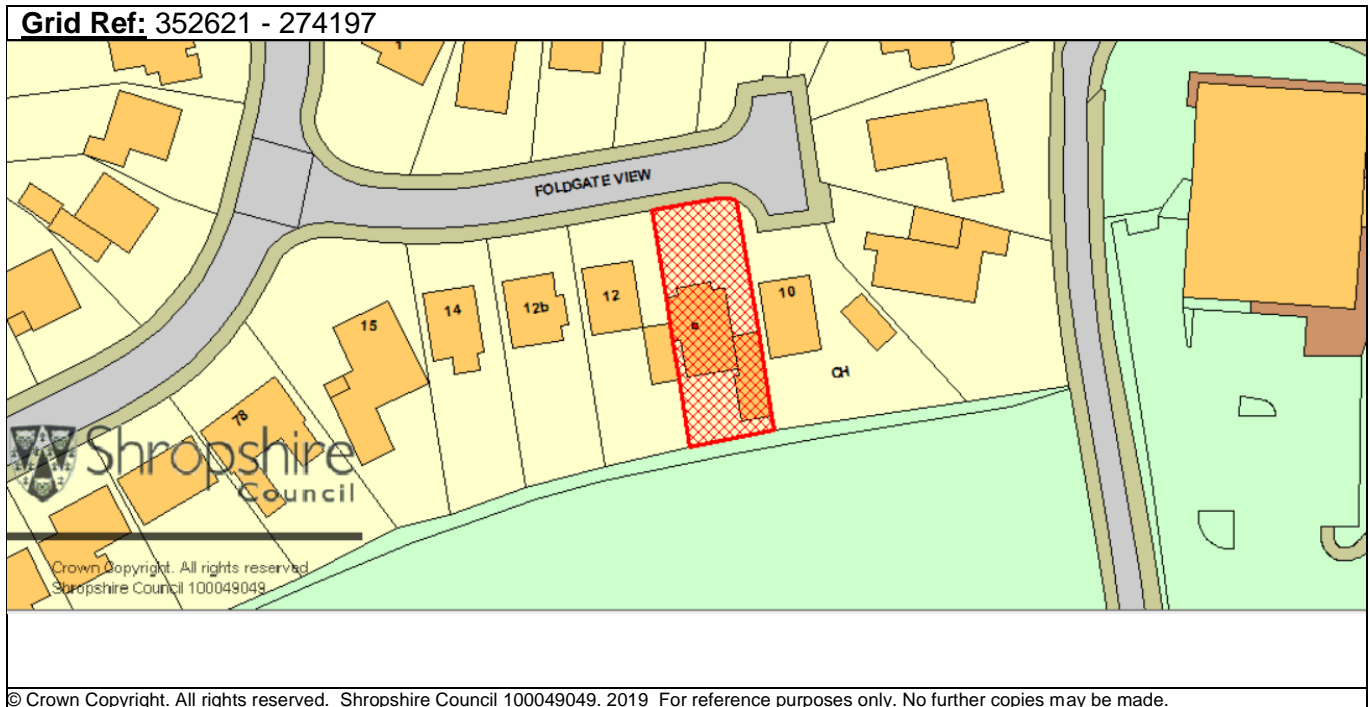 Grid Ref: 352621 - 274197
1
FOLDGATE VIEW
10
12
12b
14
15
CH
78
Shropshire
Council
Crown Copyright. All rights reserved
Shropshire Council 100049049
© Crown Copyright. All rights reserved. Shropshire Council 100049049. 2019 For reference purposes only. No further copies may be made.